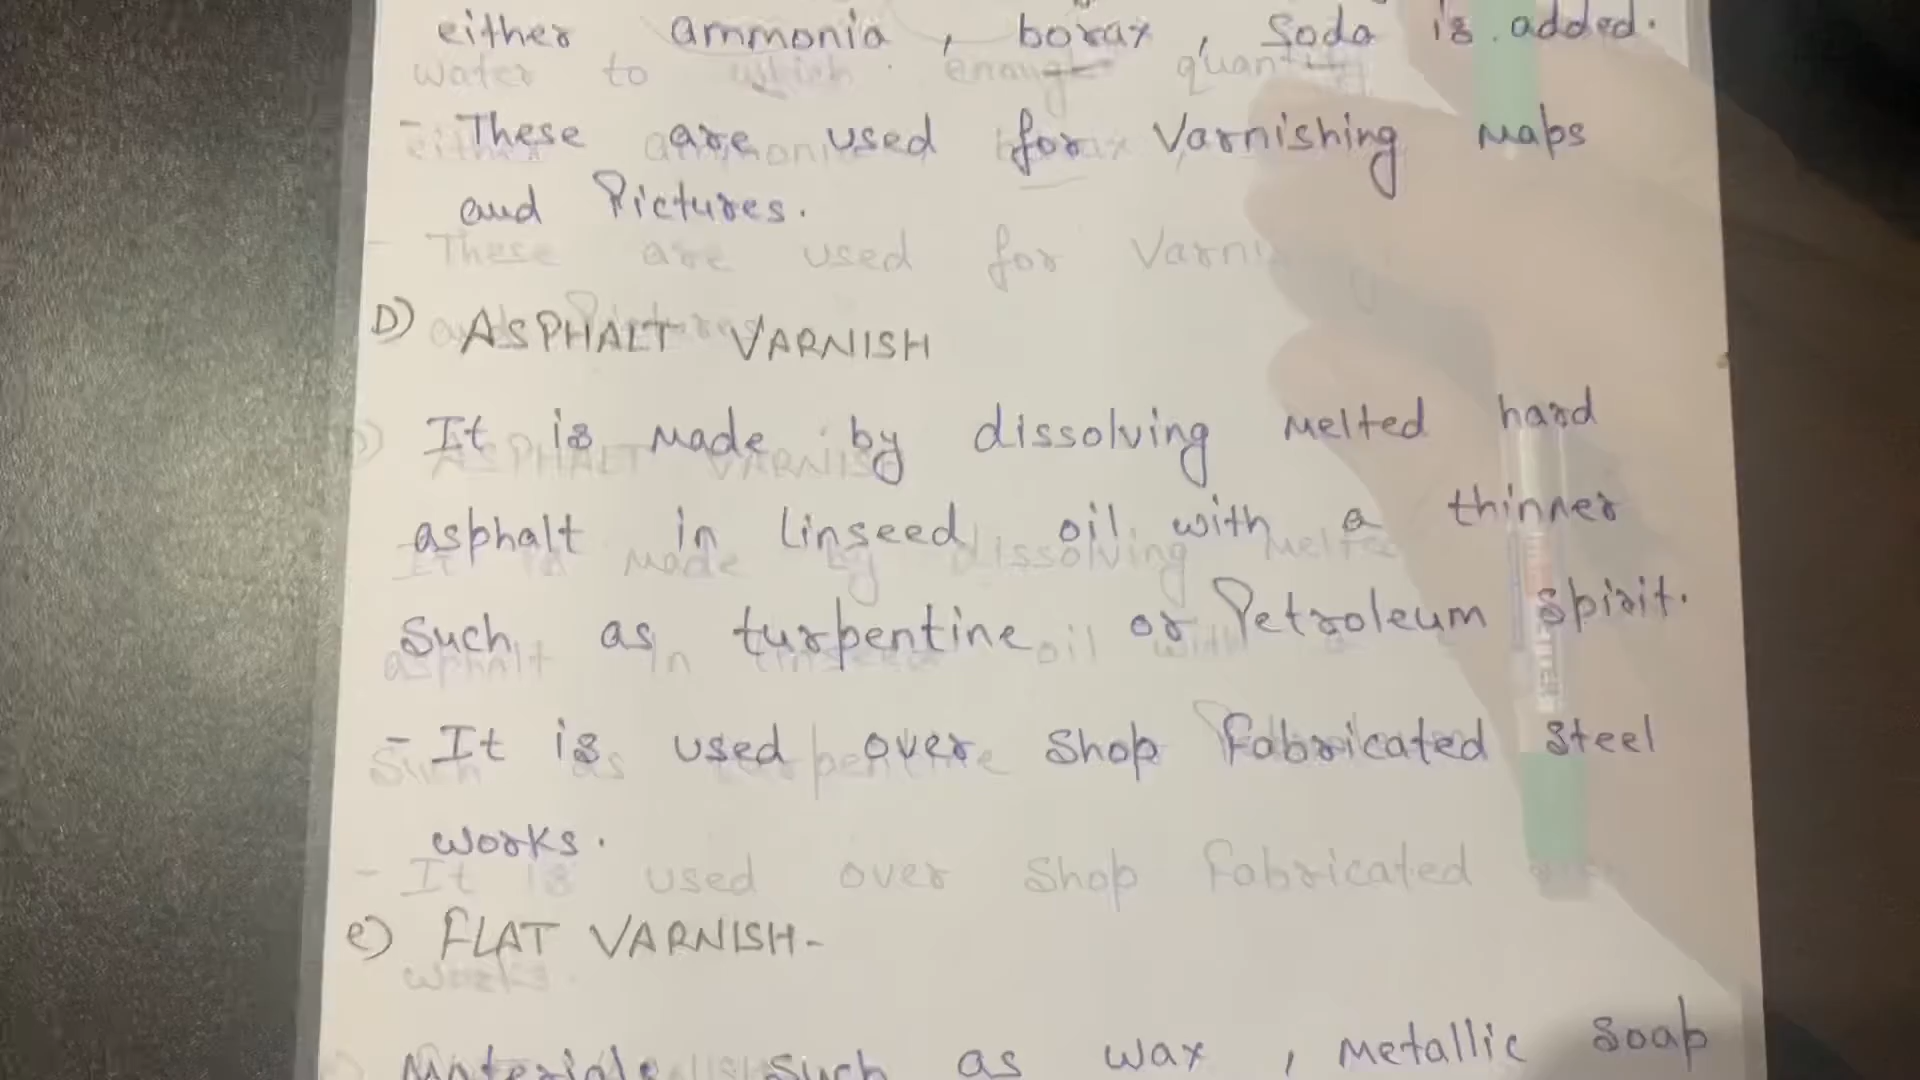 either ammonia, borax, Soda is added.
- These are used for Varnishing Maps
and Pictures.
D) ASPHALT VARNISH
It is Made by dissolving Melted hard
asphalt in linseed oil with a thinner
Such as turpentine or Petroleum spirit.
- It is used over Shop Fabricated steel
works.
e) FLAT VARNISH-
Materials Such as wax, Metallic Soap